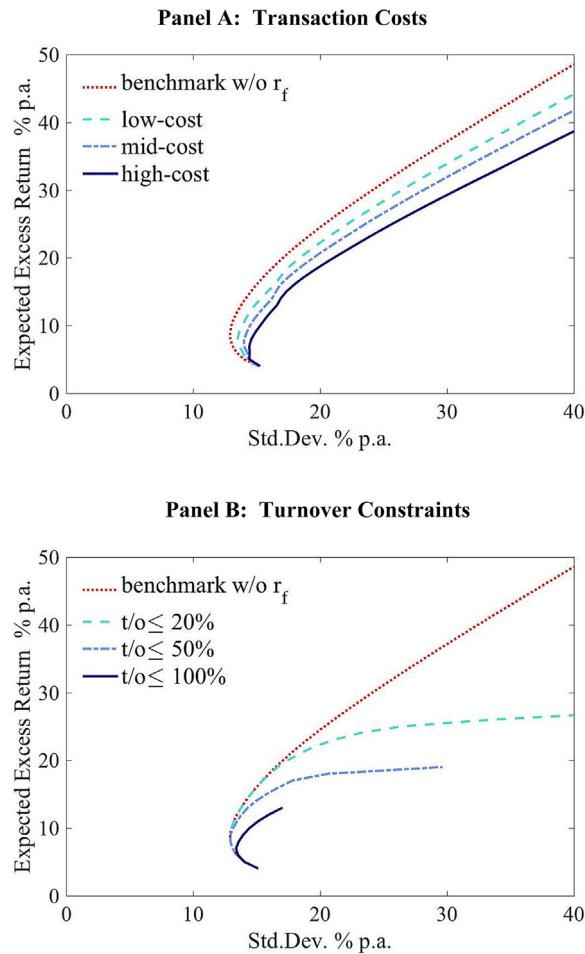 Panel A: Transaction Costs
50
40
30
20
10
0
Expected Excess Return % p.a.
benchmark w/o r_f
low-cost
mid-cost
high-cost
0
10
20
30
40
Std.Dev. % p.a.
Panel B: Turnover Constraints
50
40
30
20
10
0
Expected Excess Return % p.a.
benchmark w/o r_f
t/o≤ 20%
t/o≤ 50%
t/o≤ 100%
0
10
20
30
40
Std.Dev. % p.a.